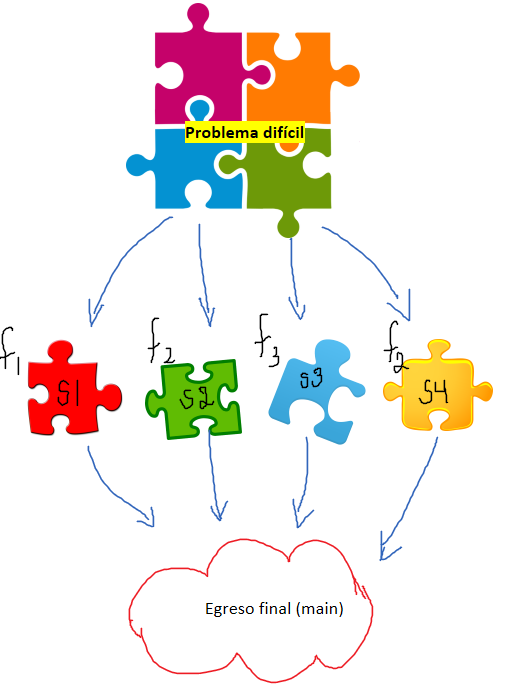 Problema difícil
f1
f2
f3
f2
S1
S2
S3
S4
Egreso final (main)